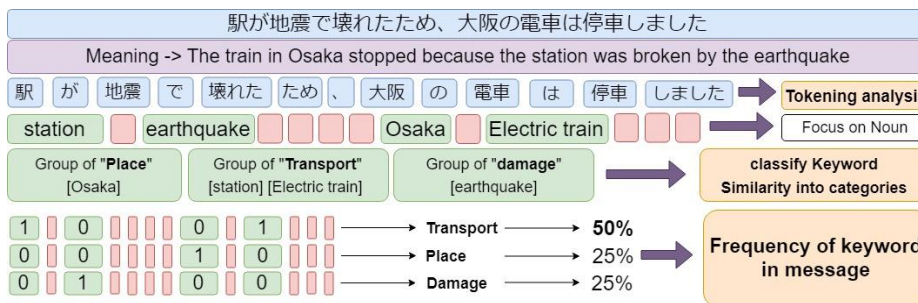 駅が地震で壊れたため、大阪の電車は停車しました
Meaning -> The train in Osaka stopped because the station was broken by the earthquake
駅 が 地震 で 壊れた ため 、 大阪 の 電車 は 停車 しました Tokening analysis
station earthquake Osaka Electric train Focus on Noun
Group of "Place" Group of "Transport" Group of "damage" classify Keyword
[Osaka] [station] [Electric train] [earthquake] Similarity into categories
1 0 0 1 Transport 50%
0 0 1 0 Place 25%
0 1 0 0 Damage 25%
Frequency of keyword
in message